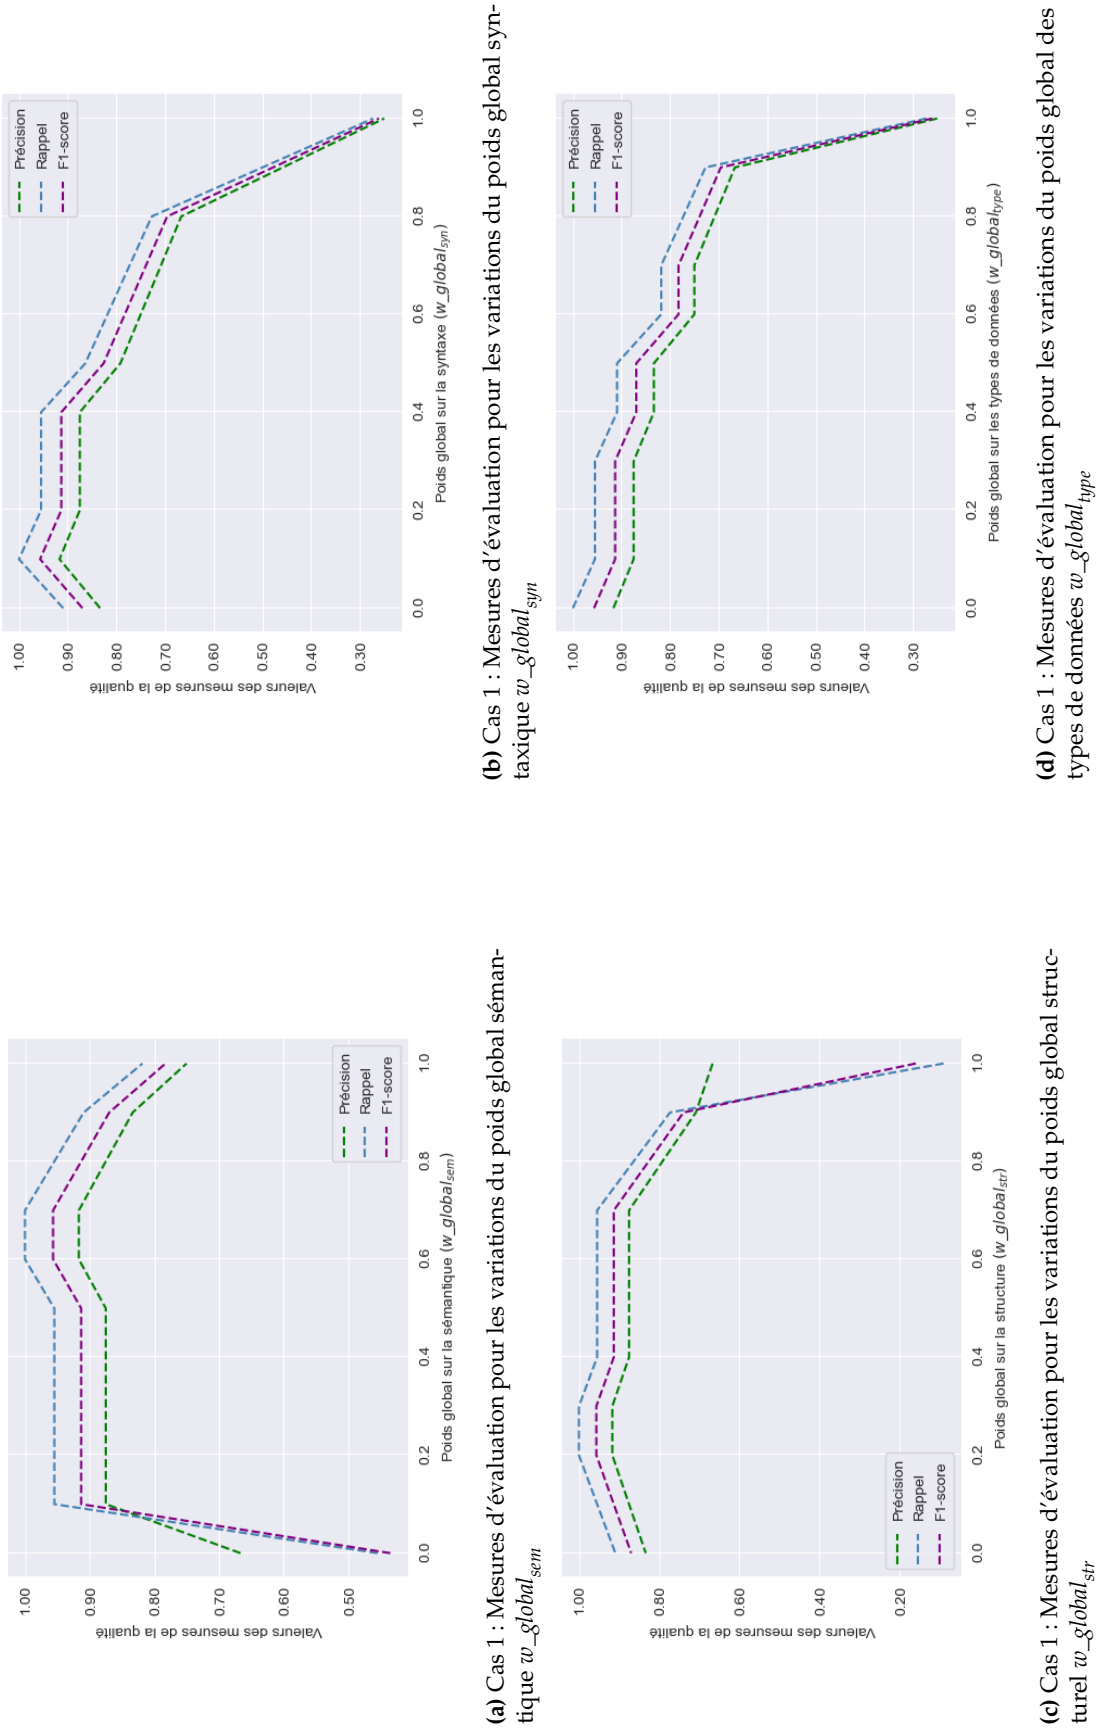 1.00
0.90
0.80
0.70
0.60
0.50
Valeurs des mesures de la qualité
0.0
0.2
0.4
0.6
0.8
1.0
Poids global sur la sémantique (w_global_sem)
Précision
Rappel
F1-score
(a) Cas 1 : Mesures d'évaluation pour les variations du poids global séman-
tique w_global_sem
1.00
0.90
0.80
0.70
0.60
0.50
0.40
0.30
Valeurs des mesures de la qualité
0.0
0.2
0.4
0.6
0.8
1.0
Poids global sur la syntaxe (w_global_syn)
Précision
Rappel
F1-score
(b) Cas 1 : Mesures d'évaluation pour les variations du poids global syn-
taxique w_global_syn
1.00
0.80
0.60
0.40
0.20
Valeurs des mesures de la qualité
0.0
0.2
0.4
0.6
0.8
1.0
Poids global sur la structure (w_global_str)
Précision
Rappel
F1-score
(c) Cas 1 : Mesures d'évaluation pour les variations du poids global struc-
turel w_global_str
1.00
0.90
0.80
0.70
0.60
0.50
0.40
0.30
Valeurs des mesures de la qualité
0.0
0.2
0.4
0.6
0.8
1.0
Poids global sur les types de données (w_global_type)
Précision
Rappel
F1-score
(d) Cas 1 : Mesures d'évaluation pour les variations du poids global des
types de données w_global_type